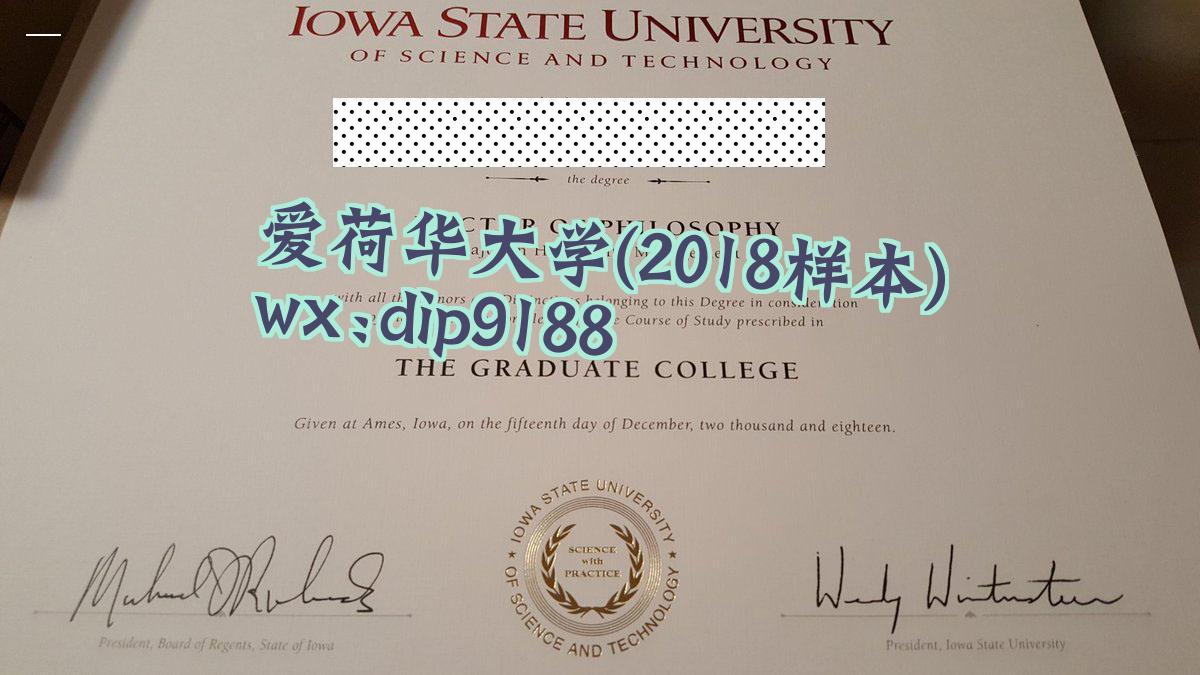 IOWA STATE UNIVERSITY
OF SCIENCE AND TECHNOLOGY
the degree
PHILOSOPHY
爱荷华大学(2018样本)
with all belonging to this Degree in consideration
wx:dip9188
Course of Study prescribed in
THE GRADUATE COLLEGE
Given at Ames, Iowa, on the fifteenth day of December, two thousand and eighteen.
IOWA STATE UNIVERSITY
OF SCIENCE AND TECHNOLOGY
SCIENCE
with
PRACTICE
President, Board of Regents, State of Iowa
President, Iowa State University